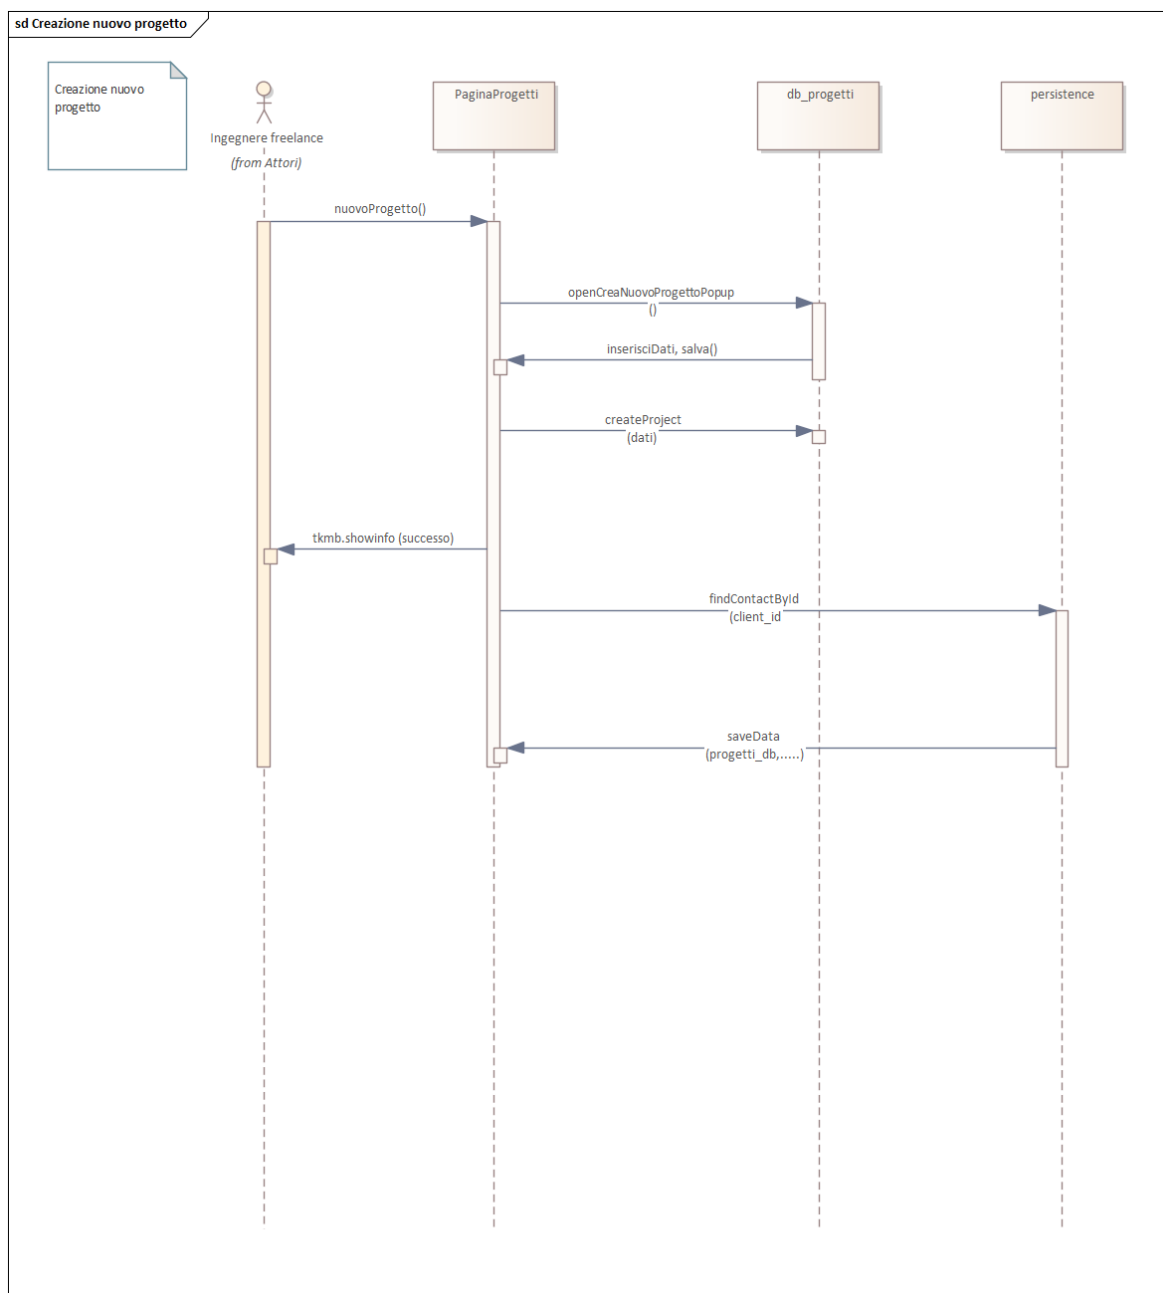 sd Creazione nuovo progetto
Creazione nuovo
progetto
Ingegnere freelance
(from Attori)
PaginaProgetti
db_progetti
persistence
nuovoProgetto()
openCreaNuovoProgettoPopup
()
inserisciDati, salva()
createProject
(dati)
tkmb.showinfo (successo)
findContactById
(client_id
saveData
(progetti_db,.....)